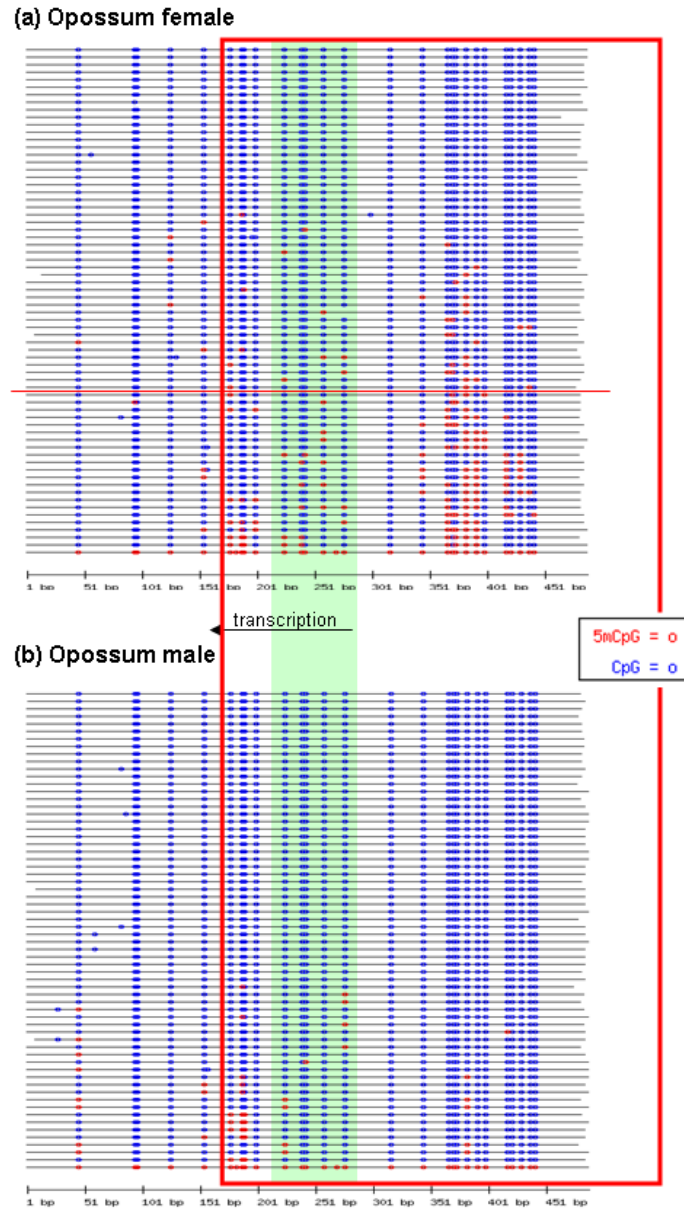 (a) Opossum female
1 bp 51 bp 101 bp 151 bp 201 bp 251 bp 301 bp 351 bp 401 bp 451 bp
transcription
5mCpG = o
CpG = o
(b) Opossum male
1 bp 51 bp 101 bp 151 bp 201 bp 251 bp 301 bp 351 bp 401 bp 451 bp